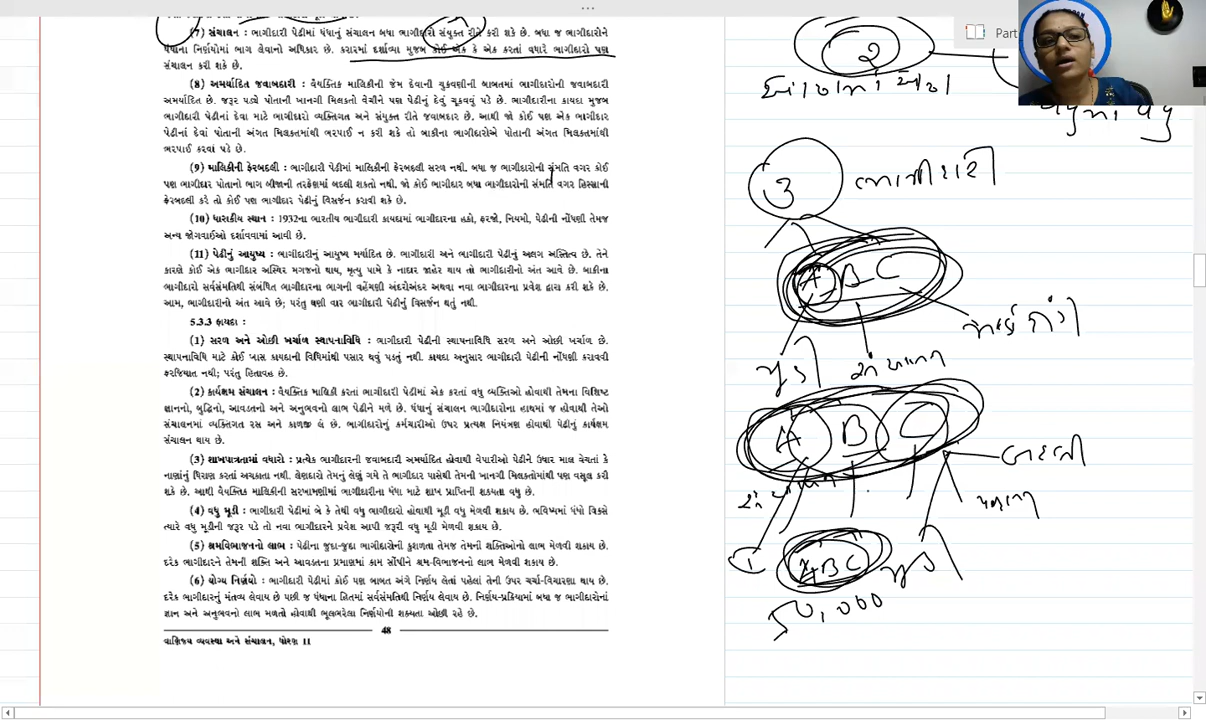 (7) સંચાલન : ભાગીદારી પેઢીમાં ધંધાનું સંચાલન બધા ભાગીદારો સંયુક્ત રીતે કરી શકે છે. બધા જ ભાગીદારોને
ધંધાના નિર્ણયોમાં ભાગ લેવાનો અધિકાર છે. કરારમાં દર્શાવ્યા મુજબ કોઈ એક કે એક કરતાં વધારે ભાગીદારો પણ
સંચાલન કરી શકે છે.
(8) અમર્યાદિત જવાબદારી : વૈયક્તિક માલિકીની જેમ દેવાની ચુકવણીની બાબતમાં ભાગીદારોની જવાબદારી
અમર્યાદિત છે. જરૂર પડ્યે પોતાની ખાનગી મિલકતો વેચીને પણ પેઢીનું દેવું ચૂકવવું પડે છે. ભાગીદારીના કાયદા મુજબ
ભાગીદારી પેઢીનાં દેવા માટે ભાગીદારો વ્યક્તિગત અને સંયુક્ત રીતે જવાબદાર છે. આથી જો કોઈ પણ એક ભાગીદાર
પેઢીનાં દેવાં પોતાની અંગત મિલકતમાંથી ભરપાઈ ન કરી શકે તો બાકીના ભાગીદારોએ પોતાની અંગત મિલકતમાંથી
ભરપાઈ કરવાં પડે છે.
(9) માલિકીની ફેરબદલી : ભાગીદારી પેઢીમાં માલિકીની ફેરબદલી સરળ નથી. બધા જ ભાગીદારોની સંમતિ વગર કોઈ
પણ ભાગીદાર પોતાનો ભાગ બીજાની તરફેણમાં બદલી શકતો નથી. જો કોઈ ભાગીદાર બધા ભાગીદારોની સંમતિ વગર હિસ્સાની
ફેરબદલી કરે તો કોઈ પણ ભાગીદાર પેઢીનું વિસર્જન કરાવી શકે છે.
(10) ધારાકીય સ્થાન : 1932ના ભારતીય ભાગીદારી કાયદામાં ભાગીદારના હકો, ફરજો, નિયમો, પેઢીની નોંધણી તેમજ
અન્ય જોગવાઈઓ દર્શાવવામાં આવી છે.
(11) પેઢીનું આયુષ્ય : ભાગીદારીનું આયુષ્ય મર્યાદિત છે. ભાગીદારી અને ભાગીદારી પેઢીનું અલગ અસ્તિત્વ છે. તેને
કારણે કોઈ એક ભાગીદાર અસ્થિર મગજનો થાય, મૃત્યુ પામે કે નાદાર જાહેર થાય તો ભાગીદારીનો અંત આવે છે. બાકીના
ભાગીદારો સર્વસંમતિથી સંબંધિત ભાગીદારના ભાગની વહેંચણી અંદરોઅંદર અથવા નવા ભાગીદારના પ્રવેશ દ્વારા કરી શકે છે.
આમ, ભાગીદારીનો અંત આવે છે; પરંતુ ઘણી વાર ભાગીદારી પેઢીનું વિસર્જન થતું નથી.
5.3.3 ફાયદા :
(1) સરળ અને ઓછી ખર્ચાળ સ્થાપનાવિધિ : ભાગીદારી પેઢીની સ્થાપનાવિધિ સરળ અને ઓછી ખર્ચાળ છે.
સ્થાપનાવિધિ માટે કોઈ ખાસ કાયદાની વિધિમાંથી પસાર થવું પડતું નથી. કાયદા અનુસાર ભાગીદારી પેઢીની નોંધણી કરાવવી
ફરજિયાત નથી; પરંતુ હિતાવહ છે.
(2) કાર્યક્ષમ સંચાલન : વૈયક્તિક માલિકી કરતાં ભાગીદારી પેઢીમાં એક કરતાં વધુ વ્યક્તિઓ હોવાથી તેમના વિશિષ્ટ
જ્ઞાનનો, બુદ્ધિનો, આવડતનો અને અનુભવનો લાભ પેઢીને મળે છે. ધંધાનું સંચાલન ભાગીદારોના હાથમાં જ હોવાથી તેઓ
સંચાલનમાં વ્યક્તિગત રસ અને કાળજી લે છે. ભાગીદારોનું કર્મચારીઓ ઉપર પ્રત્યક્ષ નિયંત્રણ હોવાથી પેઢીનું કાર્યક્ષમ
સંચાલન થાય છે.
(3) શાખપાત્રતામાં વધારો : પ્રત્યેક ભાગીદારની જવાબદારી અમર્યાદિત હોવાથી વેપારીઓ પેઢીને ઉધાર માલ વેચતાં કે
નાણાંનું ધિરાણ કરતાં અચકાતા નથી. લેણદારો તેમનું લેણું ગમે તે ભાગીદાર પાસેથી તેમની ખાનગી મિલકતોમાંથી પણ વસૂલ કરી
શકે છે. આથી વૈયક્તિક માલિકીની સરખામણીમાં ભાગીદારીના ધંધા માટે શાખ પ્રાપ્તિની શક્યતા વધુ છે.
(4) વધુ મૂડી : ભાગીદારી પેઢીમાં બે કે તેથી વધુ ભાગીદારો હોવાથી મૂડી વધુ મેળવી શકાય છે. ભવિષ્યમાં ધંધો વિકસે
ત્યારે વધુ મૂડીની જરૂર પડે તો નવા ભાગીદારને પ્રવેશ આપી જરૂરી વધુ મૂડી મેળવી શકાય છે.
(5) શ્રમવિભાજનનો લાભ : પેઢીના જુદા-જુદા ભાગીદારોની કુશળતા તેમજ તેમની શક્તિઓનો લાભ મેળવી શકાય છે.
દરેક ભાગીદારને તેમની શક્તિ અને આવડતના પ્રમાણમાં કામ સોંપીને શ્રમ-વિભાજનનો લાભ મેળવી શકાય છે.
(6) યોગ્ય નિર્ણયો : ભાગીદારી પેઢીમાં કોઈ પણ બાબત અંગે નિર્ણય લેતાં પહેલાં તેની ઉપર ચર્ચા-વિચારણા થાય છે.
દરેક ભાગીદારનું મંતવ્ય લેવાય છે પછી જ ધંધાના હિતમાં સર્વસંમતિથી નિર્ણય લેવાય છે. નિર્ણય-પ્રક્રિયામાં બધા જ ભાગીદારોનાં
જ્ઞાન અને અનુભવનો લાભ મળતો હોવાથી ભૂલભરેલા નિર્ણયોની શક્યતા ઓછી રહે છે.
48
વાણિજ્ય વ્યવસ્થા અને સંચાલન, ધોરણ 11
Part
2
3 ભાગીદારી
A B C
મૂડી
A B C
1
A B C મૂડી
50,000